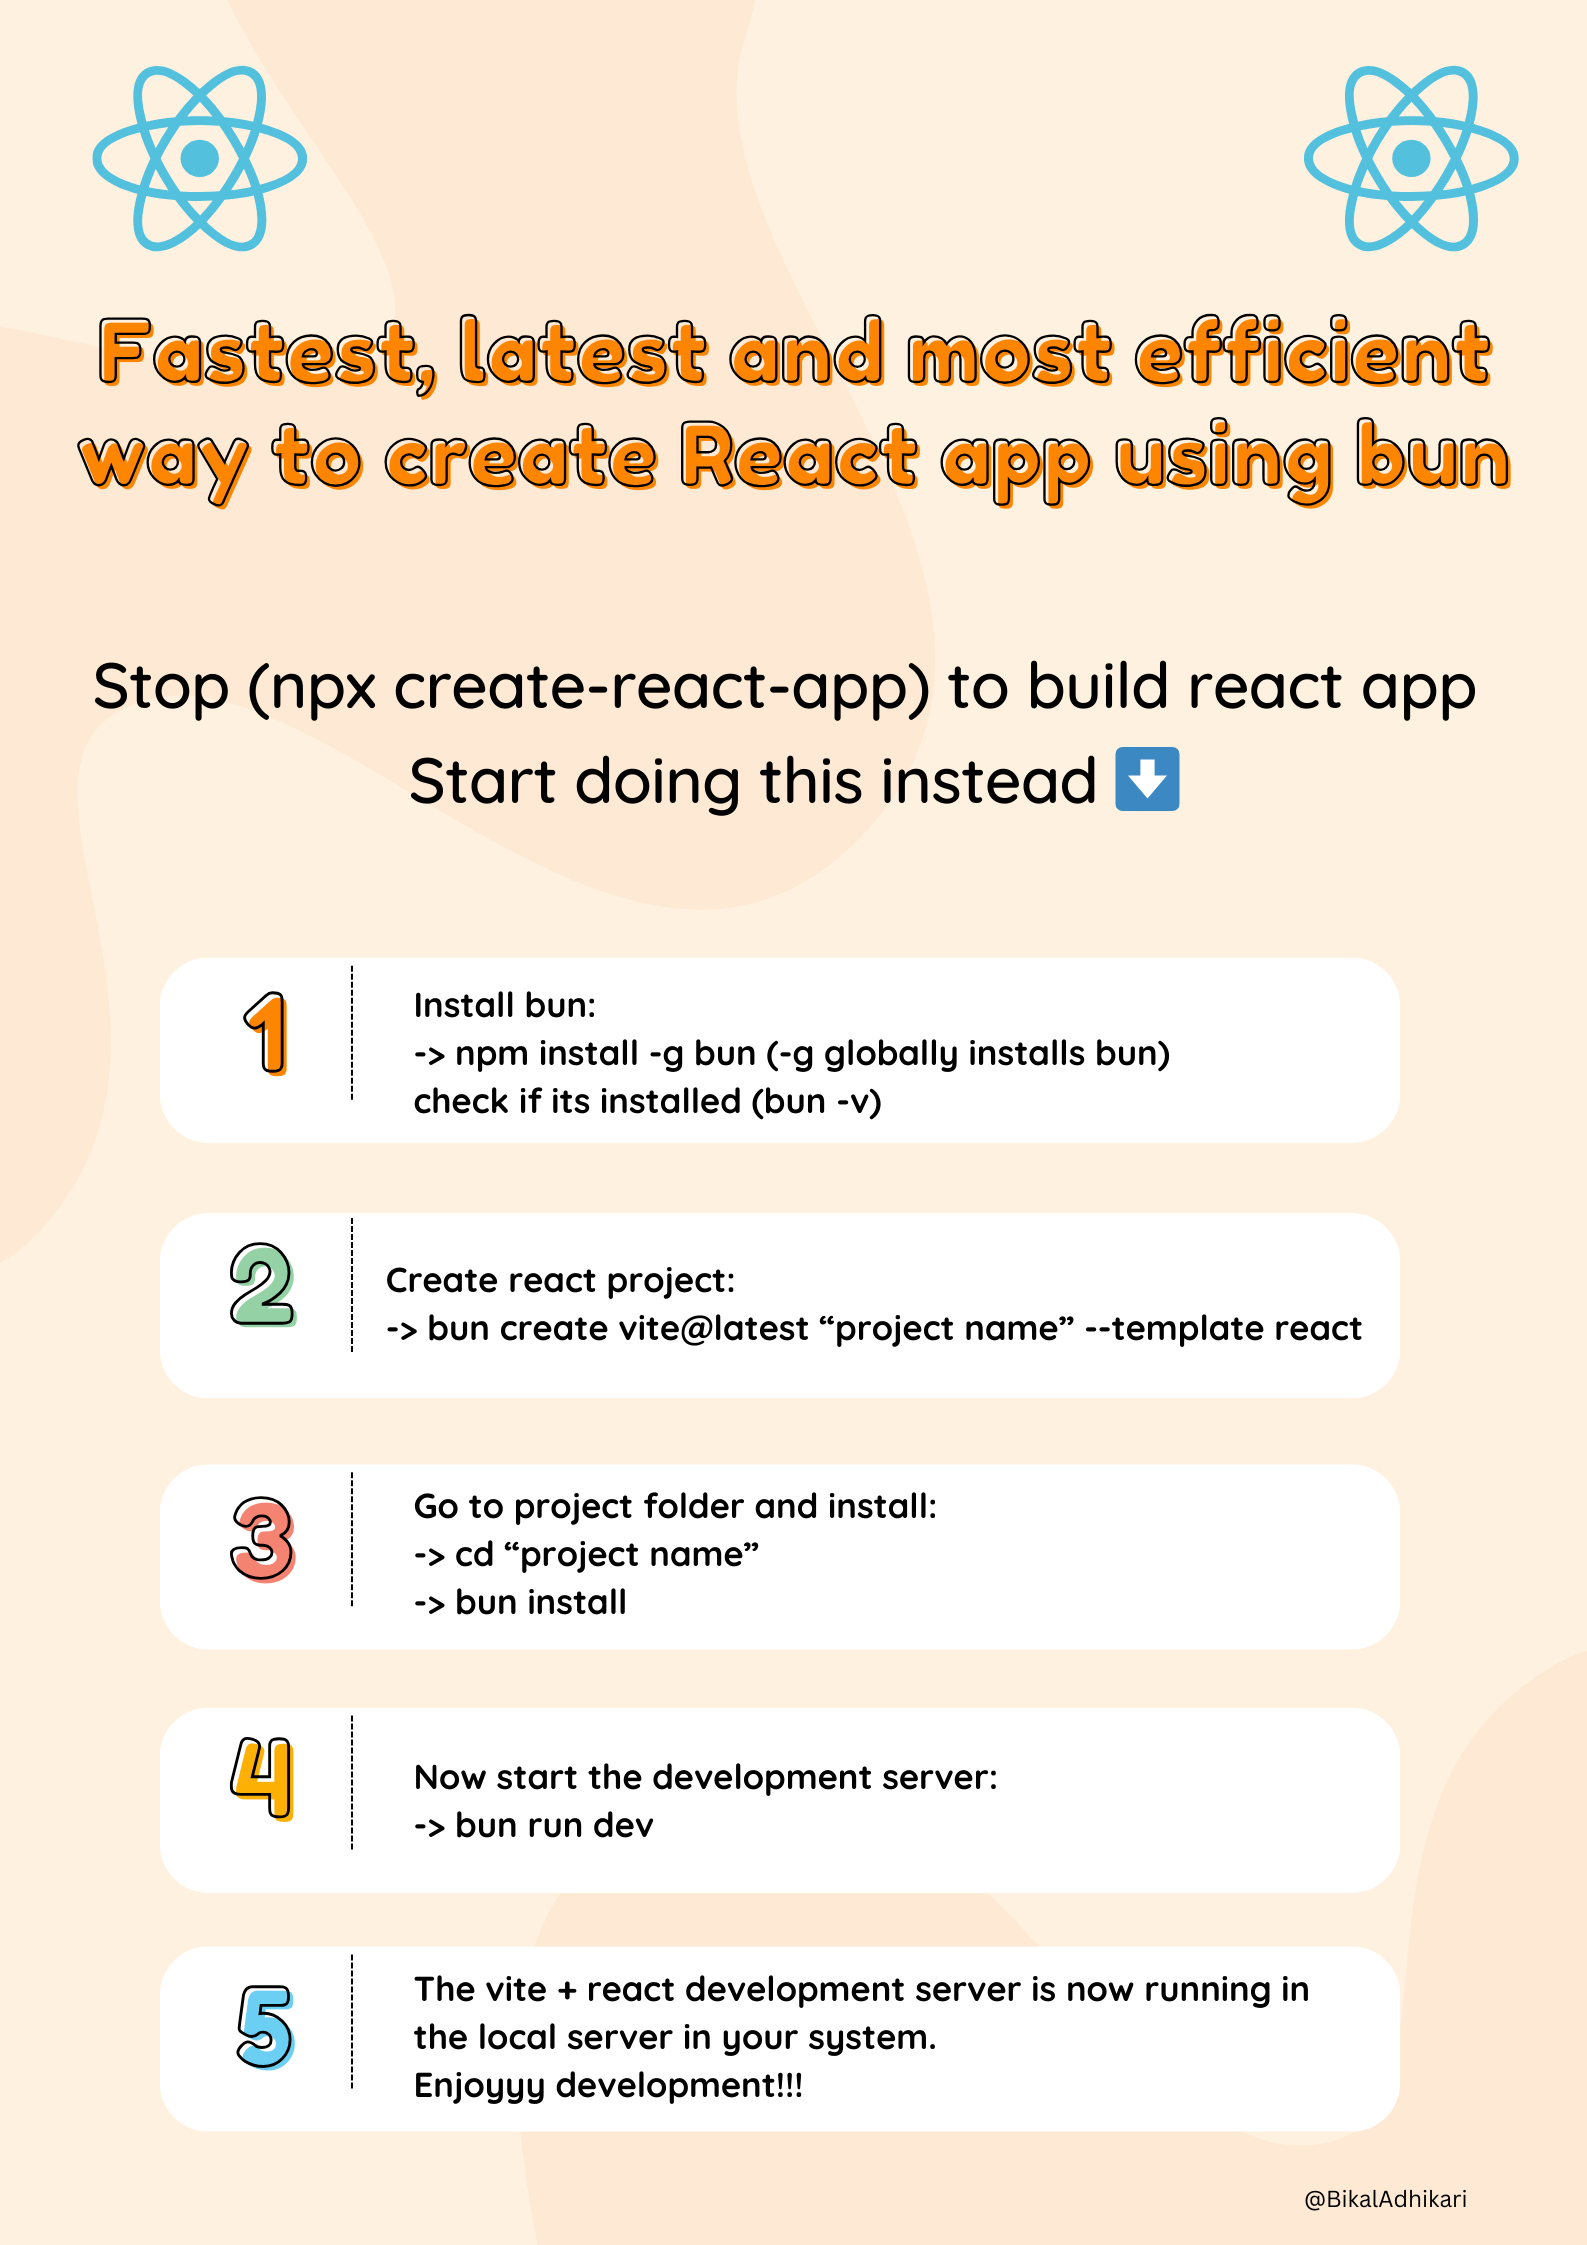 Fastest, latest and most efficient
way to create React app using bun
Stop (npx create-react-app) to build react app
Start doing this instead ⬇️
1
Install bun:
-> npm install -g bun (-g globally installs bun)
check if its installed (bun -v)
2
Create react project:
-> bun create vite@latest “project name” --template react
3
Go to project folder and install:
-> cd “project name”
-> bun install
4
Now start the development server:
-> bun run dev
5
The vite + react development server is now running in
the local server in your system.
Enjoyyy development!!!
@BikalAdhikari